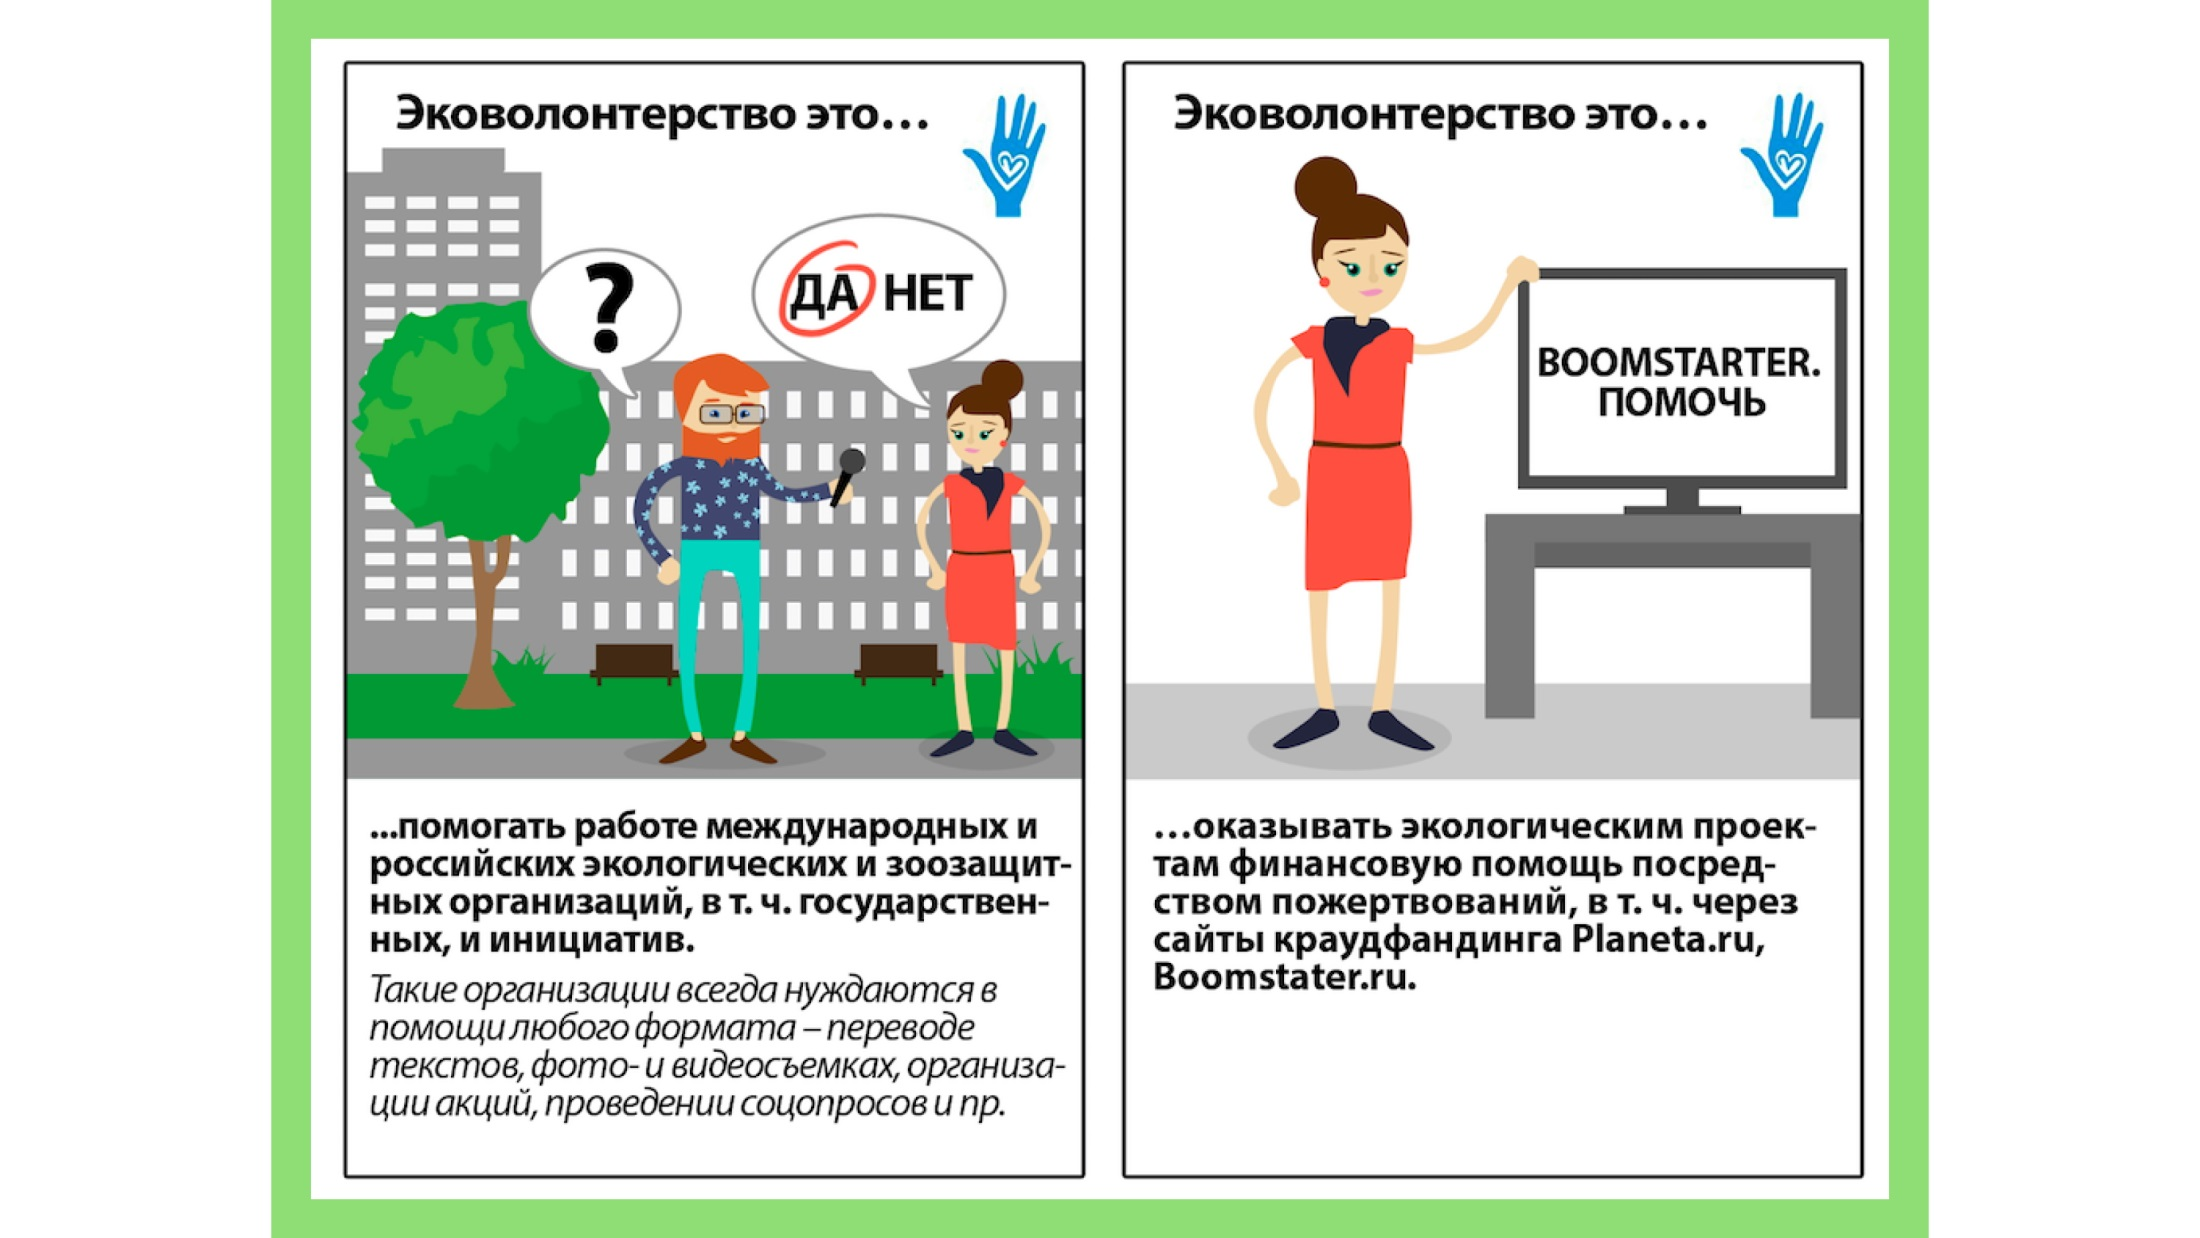 Эковолонтерство это...
?
ДА НЕТ
...помогать работе международных и
российских экологических и зоозащит-
ных организаций, в т. ч. государствен-
ных, и инициатив.
Такие организации всегда нуждаются в
помощи любого формата – переводе
текстов, фото- и видеосъемках, организа-
ции акций, проведении соцопросов и пр.
Эковолонтерство это...
BOOMSTARTER.
ПОМОЧЬ
...оказывать экологическим проек-
там финансовую помощь посред-
ством пожертвований, в т. ч. через
сайты краудфандинга Planeta.ru,
Boomstater.ru.